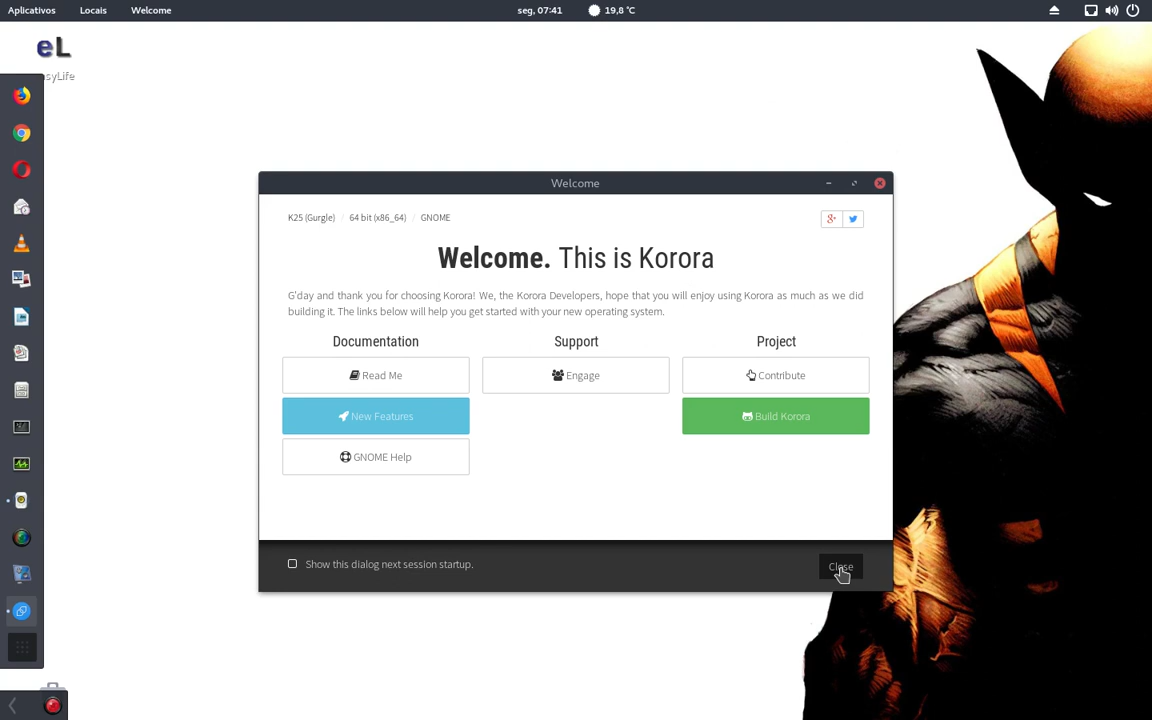 Aplicativos Locais Welcome seg, 07:41 19,8 °C
eL
syLife
Welcome
K25 (Gurgle) / 64 bit (x86_64) / GNOME
Welcome. This is Korora
G'day and thank you for choosing Korora! We, the Korora Developers, hope that you will enjoy using Korora as much as we did
building it. The links below will help you get started with your new operating system.
Documentation Support Project
Read Me Engage Contribute
New Features Build Korora
GNOME Help
Show this dialog next session startup. Close